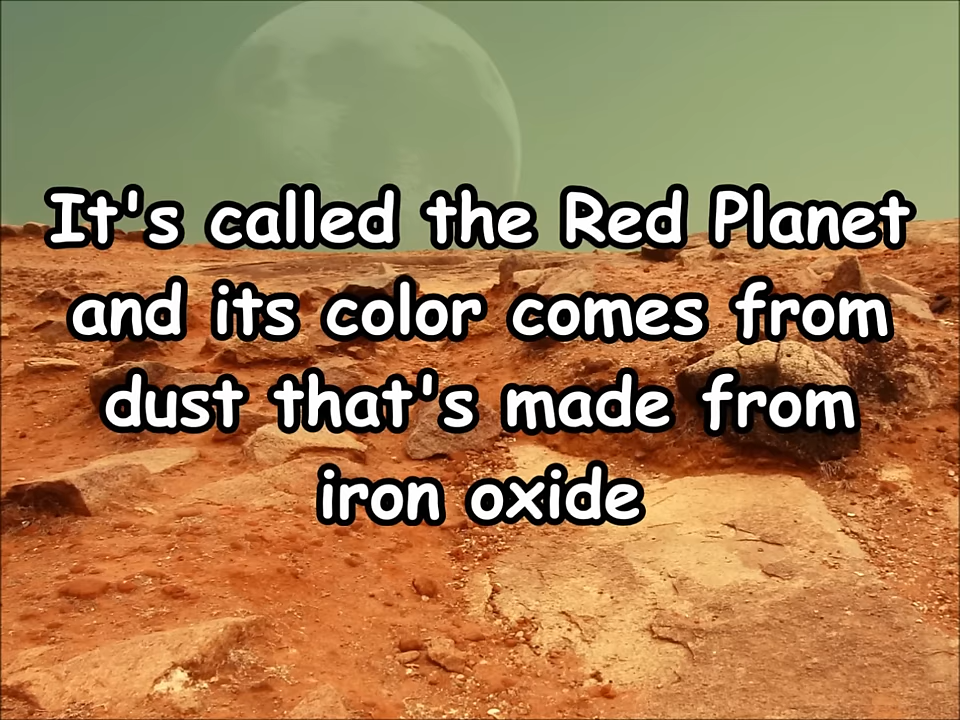 It's called the Red Planet
and its color comes from
dust that's made from
iron oxide